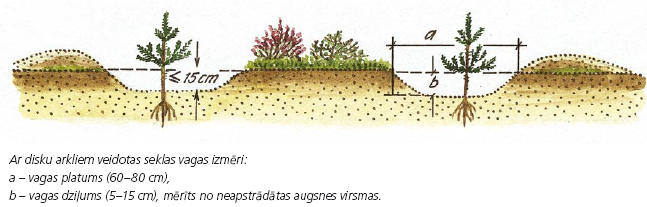 a
≤ 15cm
b
Ar disku arkliem veidotas seklas vagas izmēri:
a – vagas platums (60–80 cm),
b – vagas dziļums (5–15 cm), mērīts no neapstrādātas augsnes virsmas.